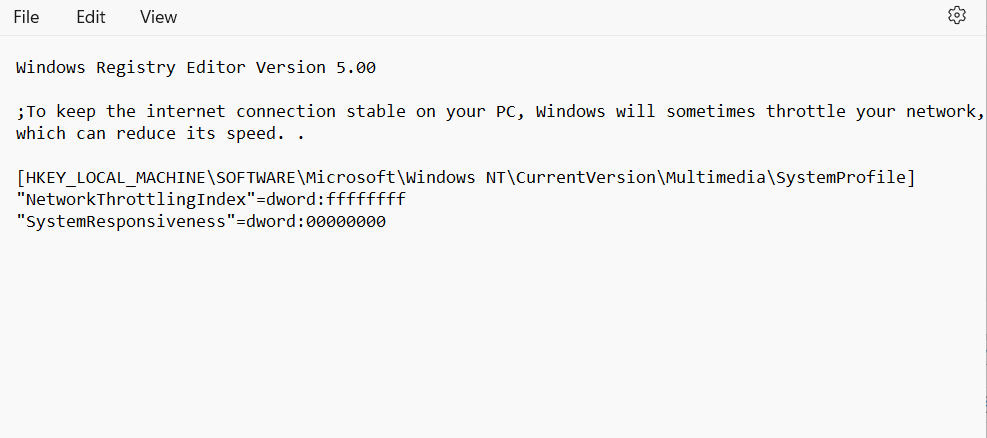 File Edit View
Windows Registry Editor Version 5.00
;To keep the internet connection stable on your PC, Windows will sometimes throttle your network,
which can reduce its speed. .
[HKEY_LOCAL_MACHINE\SOFTWARE\Microsoft\Windows NT\CurrentVersion\Multimedia\SystemProfile]
"NetworkThrottlingIndex"=dword:ffffffff
"SystemResponsiveness"=dword:00000000